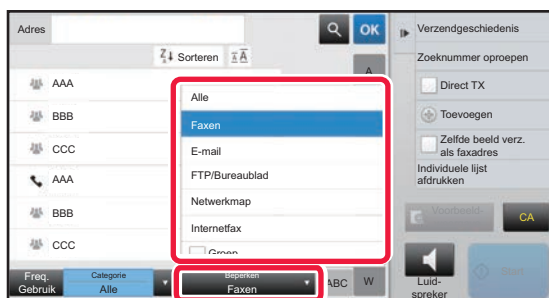 Adres
OK
Sorteren
A
AAA
BBB
CCC
AAA
BBB
CCC
Alle
Faxen
E-mail
FTP/Bureaublad
Netwerkmap
Internetfax
Groep
Freq.
Gebruik
Categorie
Alle
Beperken
Faxen
ABC
W
Verzendgeschiedenis
Zoeknummer oproepen
Direct TX
Toevoegen
Zelfde beeld verz.
als faxadres
Individuele lijst
afdrukken
Voorbeeld-
CA
Luid-
spreker
Start